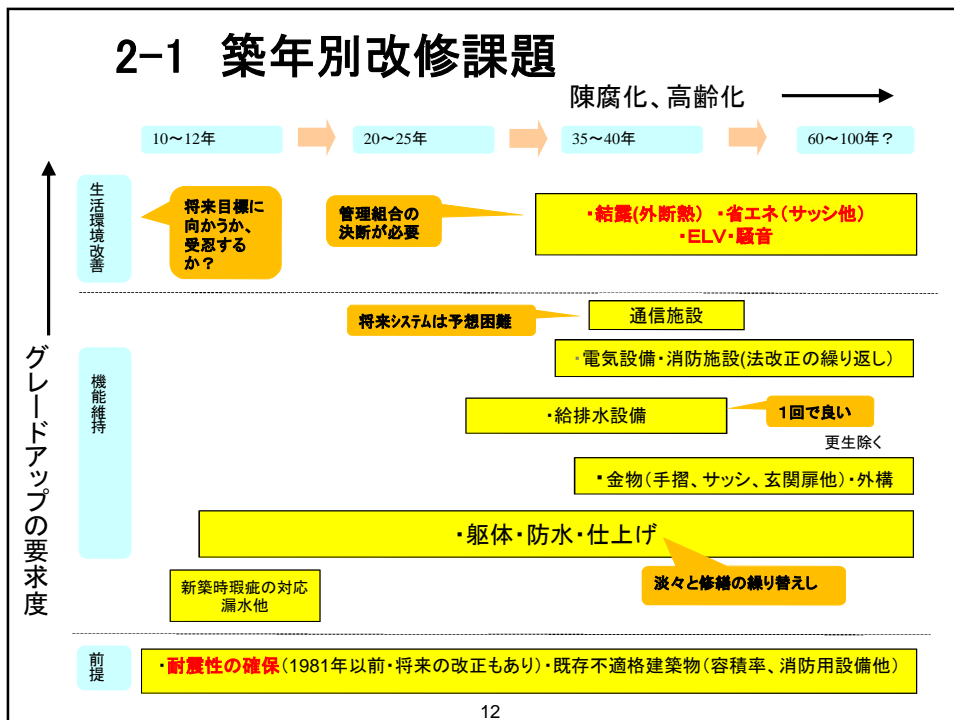 2-1 築年別改修課題
陳腐化、高齢化
10～12年
20～25年
35～40年
60～100年？
グレードアップの要求度
生活環境改善
将来目標に
向かうか、
受忍する
か？
管理組合の
決断が必要
・結露(外断熱） ・省エネ（サッシ他）
・ELV・騒音
機能維持
将来システムは予想困難
通信施設
・電気設備・消防施設(法改正の繰り返し）
・給排水設備
１回で良い
更生除く
・金物（手摺、サッシ、玄関扉他）・外構
・躯体・防水・仕上げ
淡々と修繕の繰り替えし
新築時瑕疵の対応
漏水他
前提
・耐震性の確保（1981年以前・将来の改正もあり）・既存不適格建築物（容積率、消防用設備他）
12